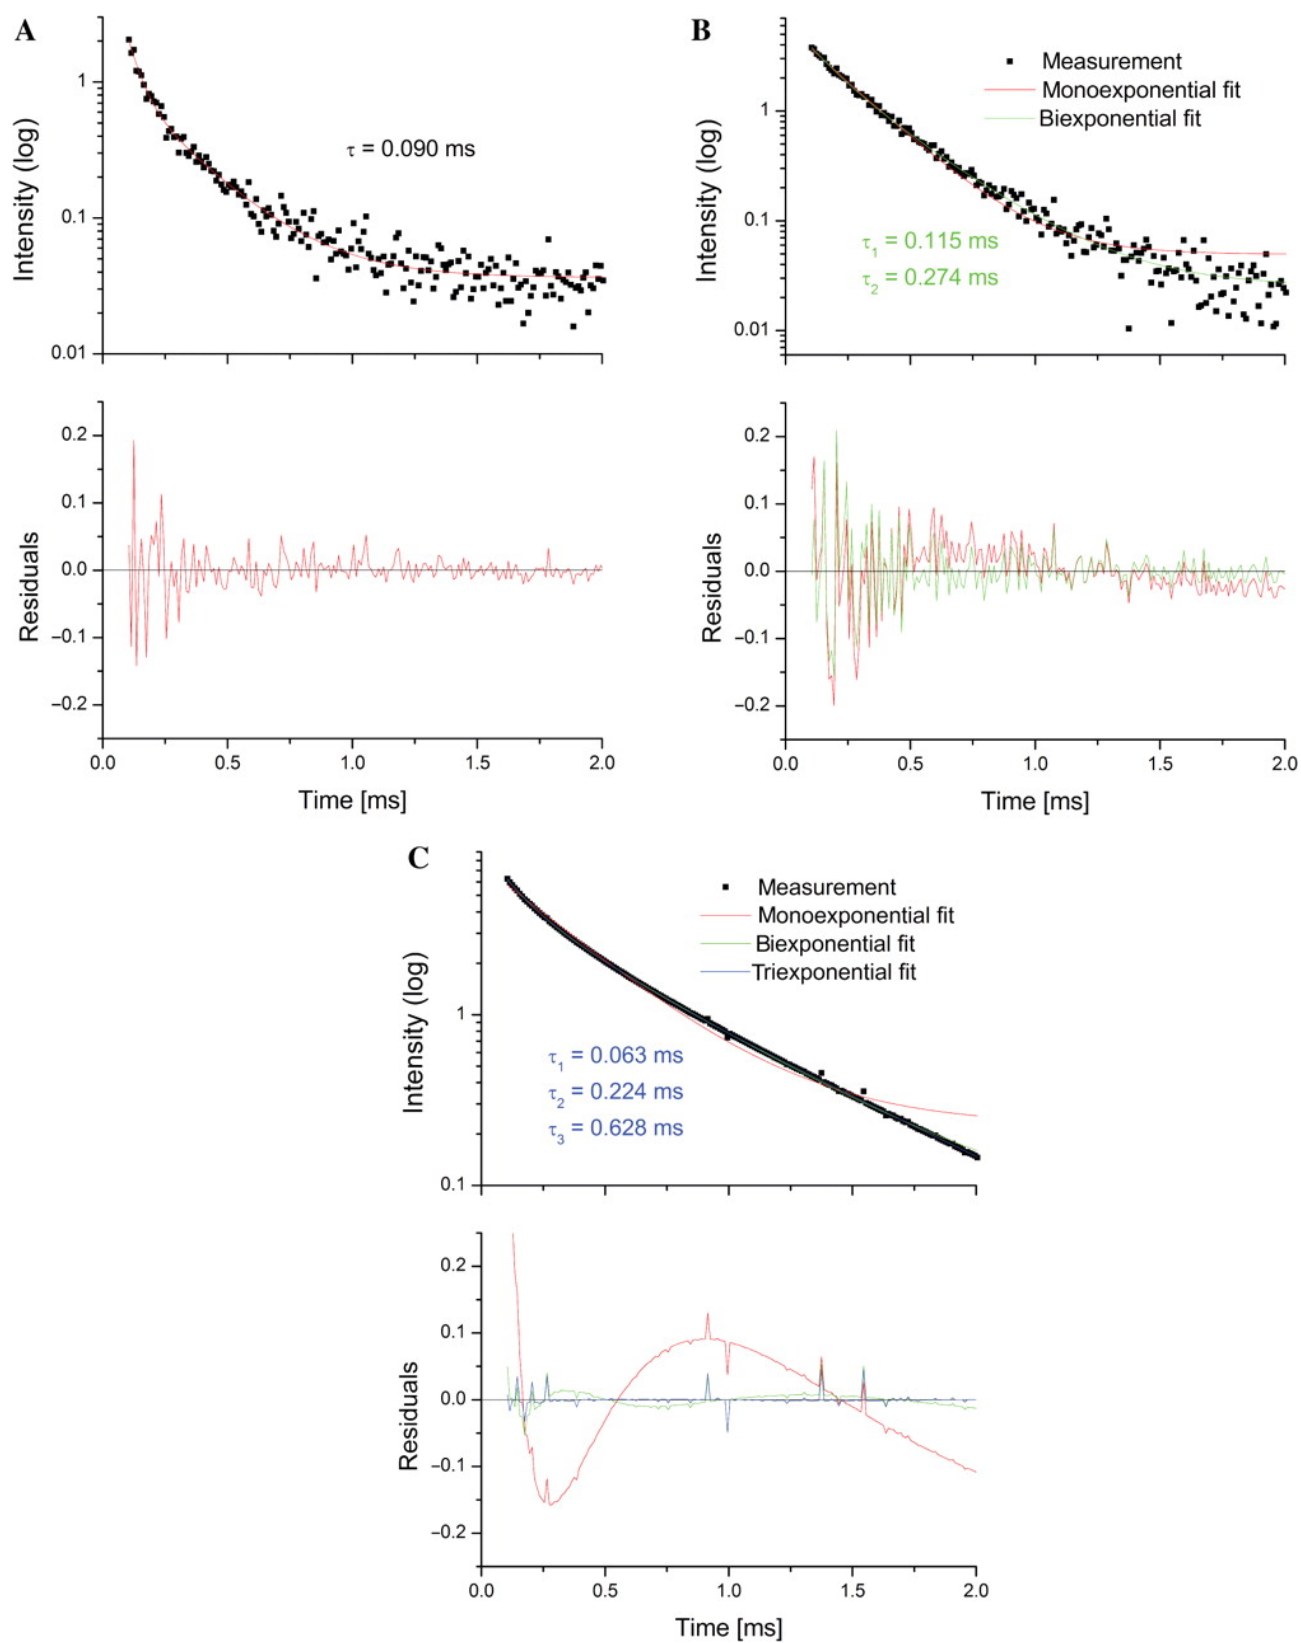 A
Intensity (log)
1
0.1
0.01
τ = 0.090 ms
Residuals
0.2
0.1
0.0
−0.1
−0.2
0.0 0.5 1.0 1.5 2.0
Time [ms]
B
Intensity (log)
1
0.1
0.01
Measurement
Monoexponential fit
Biexponential fit
τ1 = 0.115 ms
τ2 = 0.274 ms
Residuals
0.2
0.1
0.0
−0.1
−0.2
0.0 0.5 1.0 1.5 2.0
Time [ms]
C
Intensity (log)
1
0.1
Measurement
Monoexponential fit
Biexponential fit
Triexponential fit
τ1 = 0.063 ms
τ2 = 0.224 ms
τ3 = 0.628 ms
Residuals
0.2
0.1
0.0
−0.1
−0.2
0.0 0.5 1.0 1.5 2.0
Time [ms]